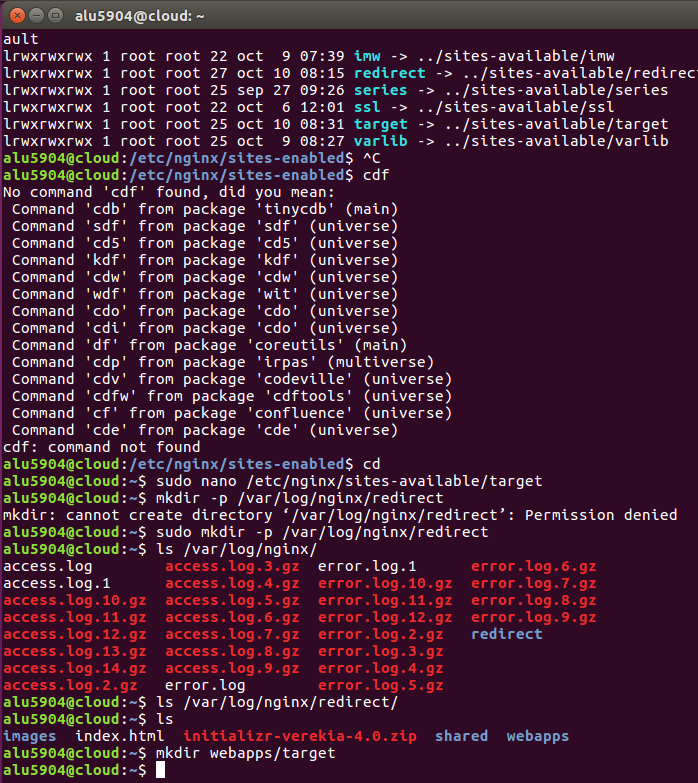 alu5904@cloud: ~
ault
lrwxrwxrwx 1 root root 22 oct  9 07:39 imw -> ../sites-available/imw
lrwxrwxrwx 1 root root 27 oct 10 08:15 redirect -> ../sites-available/redirect
lrwxrwxrwx 1 root root 25 sep 27 09:26 series -> ../sites-available/series
lrwxrwxrwx 1 root root 22 oct  6 12:01 ssl -> ../sites-available/ssl
lrwxrwxrwx 1 root root 25 oct 10 08:31 target -> ../sites-available/target
lrwxrwxrwx 1 root root 25 oct  9 08:27 varlib -> ../sites-available/varlib
alu5904@cloud:/etc/nginx/sites-enabled$ ^C
alu5904@cloud:/etc/nginx/sites-enabled$ cdf
No command 'cdf' found, did you mean:
 Command 'cdb' from package 'tinycdb' (main)
 Command 'sdf' from package 'sdf' (universe)
 Command 'cd5' from package 'cd5' (universe)
 Command 'kdf' from package 'kdf' (universe)
 Command 'cdw' from package 'cdw' (universe)
 Command 'wdf' from package 'wit' (universe)
 Command 'cdo' from package 'cdo' (universe)
 Command 'cdi' from package 'cdo' (universe)
 Command 'df' from package 'coreutils' (main)
 Command 'cdp' from package 'irpas' (multiverse)
 Command 'cdv' from package 'codeville' (universe)
 Command 'cdfw' from package 'cdftools' (universe)
 Command 'cf' from package 'confluence' (universe)
 Command 'cde' from package 'cde' (universe)
cdf: command not found
alu5904@cloud:/etc/nginx/sites-enabled$ cd
alu5904@cloud:~$ sudo nano /etc/nginx/sites-available/target
alu5904@cloud:~$ mkdir -p /var/log/nginx/redirect
mkdir: cannot create directory ‘/var/log/nginx/redirect’: Permission denied
alu5904@cloud:~$ sudo mkdir -p /var/log/nginx/redirect
alu5904@cloud:~$ ls /var/log/nginx/
access.log        access.log.3.gz  error.log.1      error.log.6.gz
access.log.1      access.log.4.gz  error.log.10.gz  error.log.7.gz
access.log.10.gz  access.log.5.gz  error.log.11.gz  error.log.8.gz
access.log.11.gz  access.log.6.gz  error.log.12.gz  error.log.9.gz
access.log.12.gz  access.log.7.gz  error.log.2.gz   redirect
access.log.13.gz  access.log.8.gz  error.log.3.gz
access.log.14.gz  access.log.9.gz  error.log.4.gz
access.log.2.gz   error.log        error.log.5.gz
alu5904@cloud:~$ ls /var/log/nginx/redirect/
alu5904@cloud:~$ ls
images  index.html  initializr-verekia-4.0.zip  shared  webapps
alu5904@cloud:~$ mkdir webapps/target
alu5904@cloud:~$